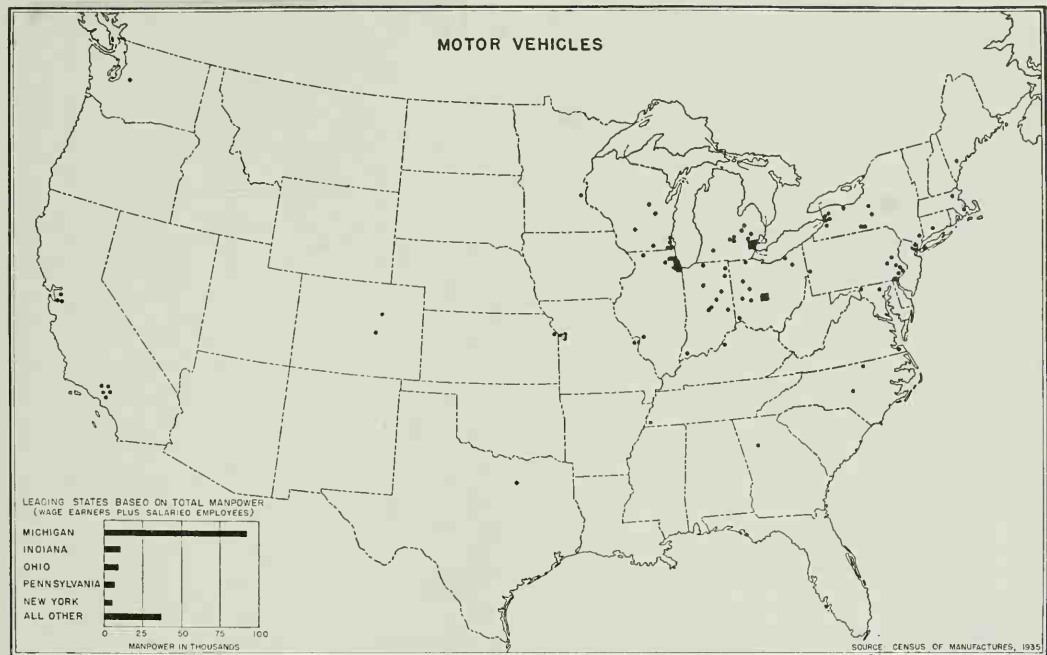 MOTOR VEHICLES
LEADING STATES BASED ON TOTAL MANPOWER
(WAGE EARNERS PLUS SALARIED EMPLOYEES)
MICHIGAN
INDIANA
OHIO
PENNSYLVANIA
NEW YORK
ALL OTHER
0 25 50 75 100
MANPOWER IN THOUSANDS
SOURCE: CENSUS OF MANUFACTURES, 1935